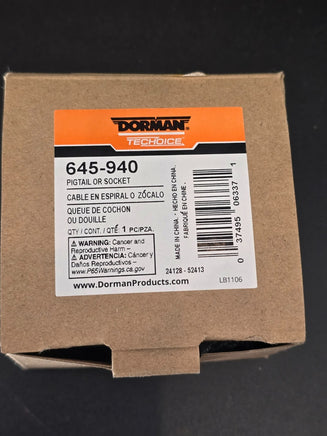 DORMAN®
TECHOICE™
645-940
PIGTAIL OR SOCKET
CABLE EN ESPIRAL O ZÓCALO
QUEUE DE COCHON
OU DOUILLE
QTY / CONT. / QTÉ. 1 PC/PZA.
⚠ WARNING: Cancer and
Reproductive Harm –
⚠ ADVERTENCIA: Cáncer y
Daños Reproductivos –
www.P65Warnings.ca.gov
www.DormanProducts.com
MADE IN CHINA. - HECHO EN CHINA.
FABRIQUÉ EN CHINE.
0 37495 06337 1
24128 - 52413
LB1106